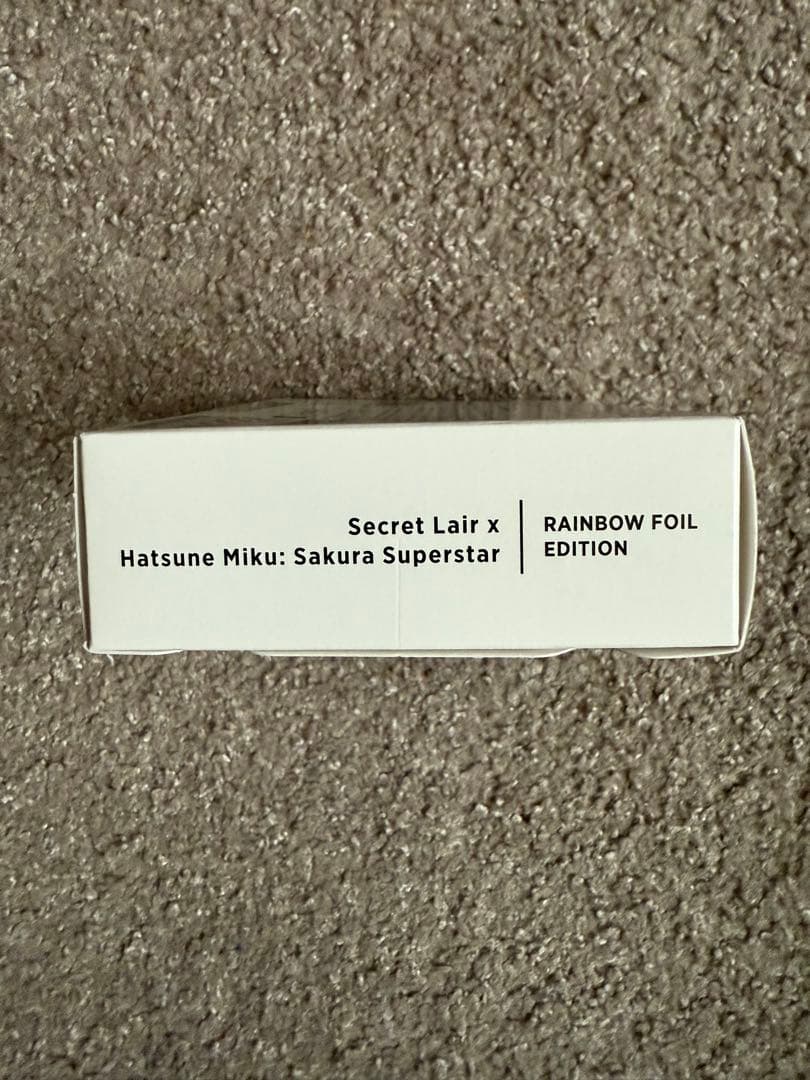 Secret Lair x
Hatsune Miku: Sakura Superstar
RAINBOW FOIL
EDITION